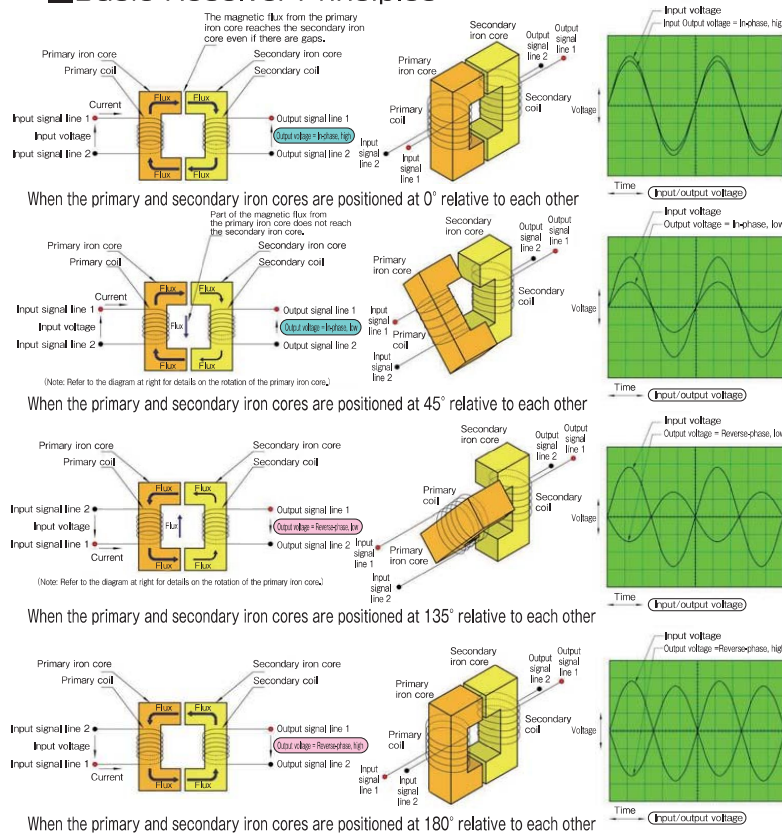 Basic Receiver Principles
The magnetic flux from the primary
iron core reaches the secondary iron
core even if there are gaps.
Primary iron core
Secondary iron core
Primary coil
Secondary coil
Flux
Flux
Current
Input signal line 1
Output signal line 1
Input voltage
Output voltage = In-phase, high
Input signal line 2
Output signal line 2
Flux
Flux
Secondary
iron core
Output
signal
line 2
Output
signal
line 1
Primary
iron core
Primary
coil
Secondary
coil
Input
signal
line 2
Input
signal
line 1
Input voltage
Input Output voltage = In-phase, high
Voltage
Time
Input/output voltage
When the primary and secondary iron cores are positioned at 0° relative to each other
Part of the magnetic flux from
the primary iron core does not reach
the secondary iron core.
Primary iron core
Secondary iron core
Primary coil
Secondary coil
Flux
Flux
Current
Input signal line 1
Output signal line 1
Input voltage
Flux
Output voltage = In-phase, low
Input signal line 2
Output signal line 2
Flux
Flux
(Note: Refer to the diagram at right for details on the rotation of the primary iron core.)
Secondary
iron core
Output
signal
line 2
Output
signal
line 1
Primary
iron core
Secondary
coil
Input
signal
line 1
Primary
coil
Input
signal
line 2
Input voltage
Output voltage = In-phase, low
Voltage
Time
Input/output voltage
When the primary and secondary iron cores are positioned at 45° relative to each other
Primary iron core
Secondary iron core
Primary coil
Secondary coil
Flux
Flux
Input signal line 2
Output signal line 1
Input voltage
Flux
Output voltage = Reverse-phase, low
Input signal line 1
Output signal line 2
Current
Flux
Flux
(Note: Refer to the diagram at right for details on the rotation of the primary iron core.)
Secondary
iron core
Output
signal
line 2
Output
signal
line 1
Primary
coil
Secondary
coil
Input
signal
line 1
Primary
iron core
Input
signal
line 2
Input voltage
Output voltage = Reverse-phase, low
Voltage
Time
Input/output voltage
When the primary and secondary iron cores are positioned at 135° relative to each other
Primary iron core
Secondary iron core
Primary coil
Secondary coil
Flux
Flux
Input signal line 2
Output signal line 1
Input voltage
Output voltage = Reverse-phase, high
Input signal line 1
Output signal line 2
Current
Flux
Flux
Secondary
iron core
Output
signal
line 2
Output
signal
line 1
Primary
iron core
Primary
coil
Secondary
coil
Input
signal
line 1
Input
signal
line 2
Input voltage
Output voltage =Reverse-phase, high
Voltage
Time
Input/output voltage
When the primary and secondary iron cores are positioned at 180° relative to each other